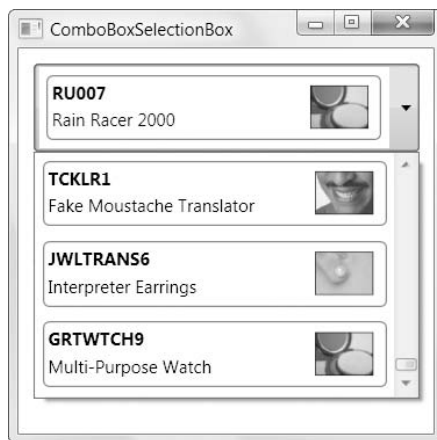 ComboBoxSelectionBox
RU007
Rain Racer 2000
TCKLR1
Fake Moustache Translator
JWLTRANS6
Interpreter Earrings
GRTWTCH9
Multi-Purpose Watch